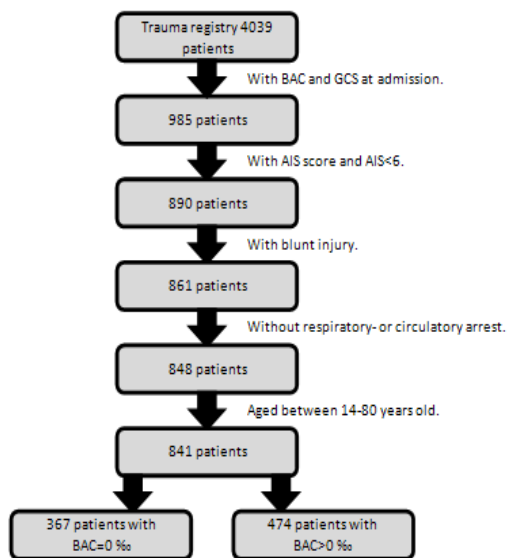 Trauma registry 4039
patients
With BAC and GCS at admission.
985 patients
With AIS score and AIS<6.
890 patients
With blunt injury.
861 patients
Without respiratory- or circulatory arrest.
848 patients
Aged between 14-80 years old.
841 patients
367 patients with
BAC=0 ‰
474 patients with
BAC>0 ‰